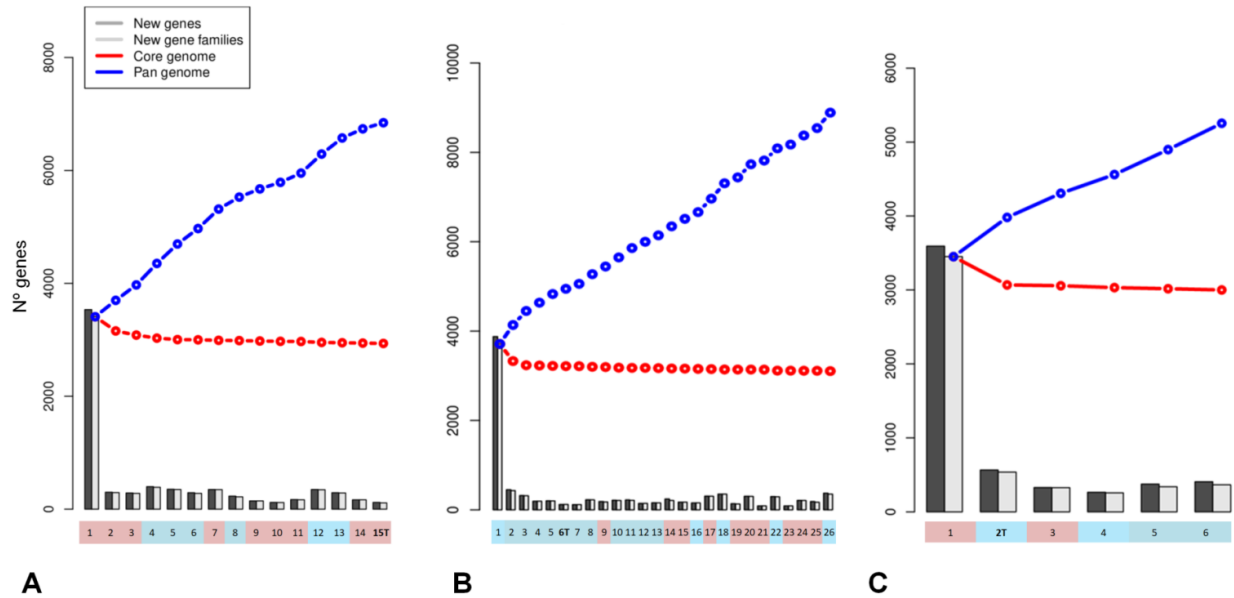 New genes
New gene families
Core genome
Pan genome
Nº genes
8000
6000
4000
2000
0
1 2 3 4 5 6 7 8 9 10 11 12 13 14 15T
A
10000
8000
6000
4000
2000
0
1 2 3 4 5 6T 7 8 9 10 11 12 13 14 15 16 17 18 19 20 21 22 23 24 25 26
B
6000
5000
4000
3000
2000
1000
0
1 2T 3 4 5 6
C